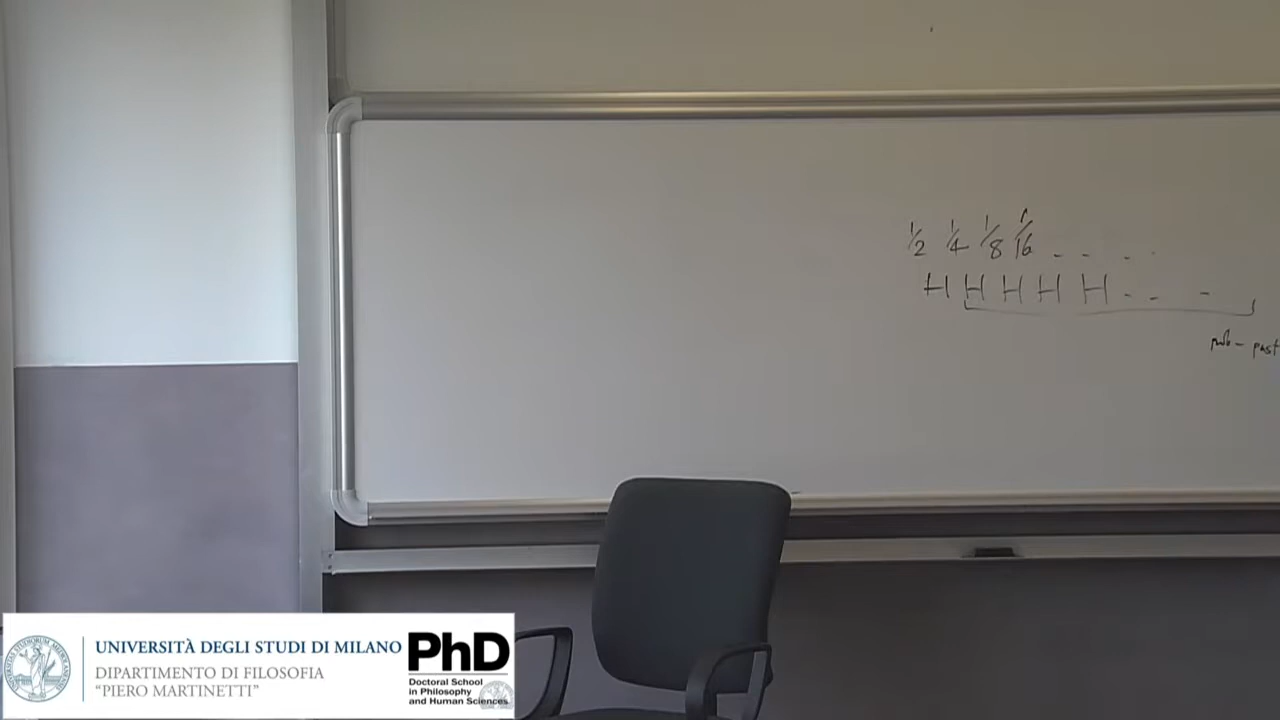 1/2 1/4 1/8 1/16 - - - -
H H H H H - - -
past
UNIVERSITÀ DEGLI STUDI DI MILANO
DIPARTIMENTO DI FILOSOFIA
"PIERO MARTINETTI"
PhD
Doctoral School
in Philosophy
and Human Sciences